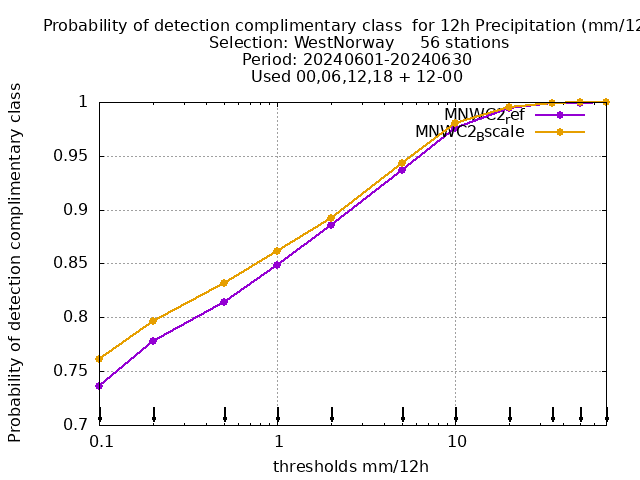 Probability of detection complimentary class  for 12h Precipitation (mm/12
Selection: WestNorway     56 stations
Period: 20240601-20240630
Used 00,06,12,18 + 12-00
Probability of detection complimentary class
1
0.95
0.9
0.85
0.8
0.75
0.7
MNWC2ref
MNWC2Bscale
0.1
1
10
thresholds mm/12h